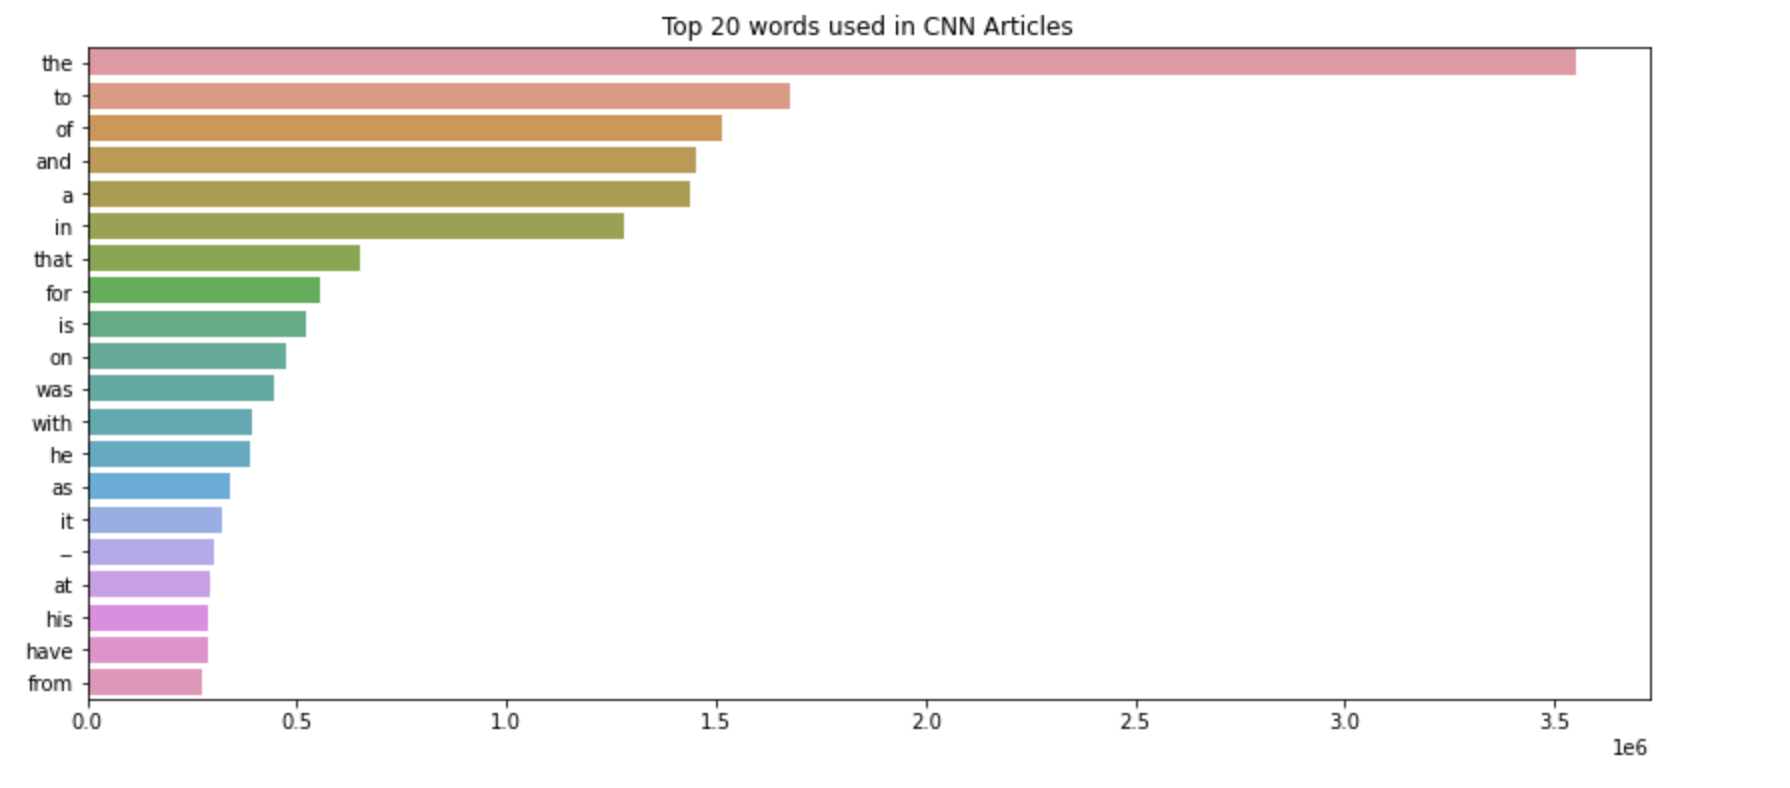 Top 20 words used in CNN Articles
the
to
of
and
a
in
that
for
is
on
was
with
he
as
it
–
at
his
have
from
0.0 0.5 1.0 1.5 2.0 2.5 3.0 3.5
1e6